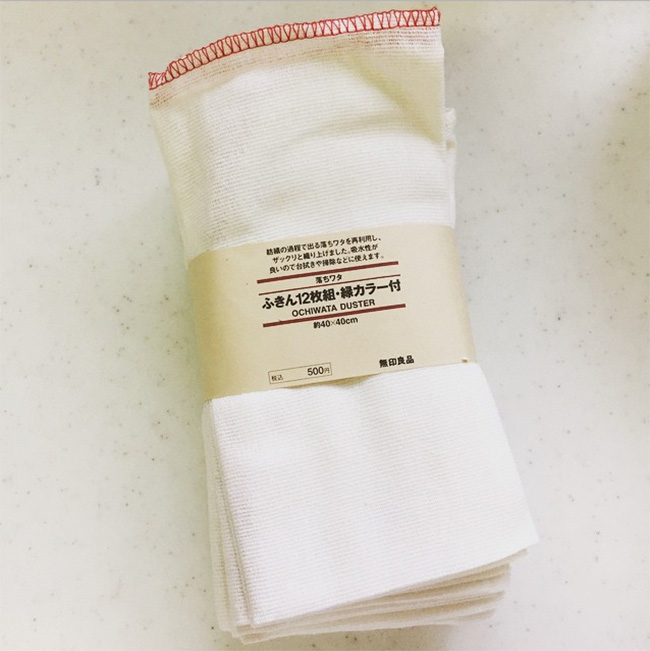 紡績の過程で出る落ちワタを再利用し、
ザックリと織り上げました。吸水性が
良いので台拭きや掃除などに使えます。
落ちワタ
ふきん12枚組・縁カラー付
OCHIWATA DUSTER
約40×40cm
税込 500円
無印良品